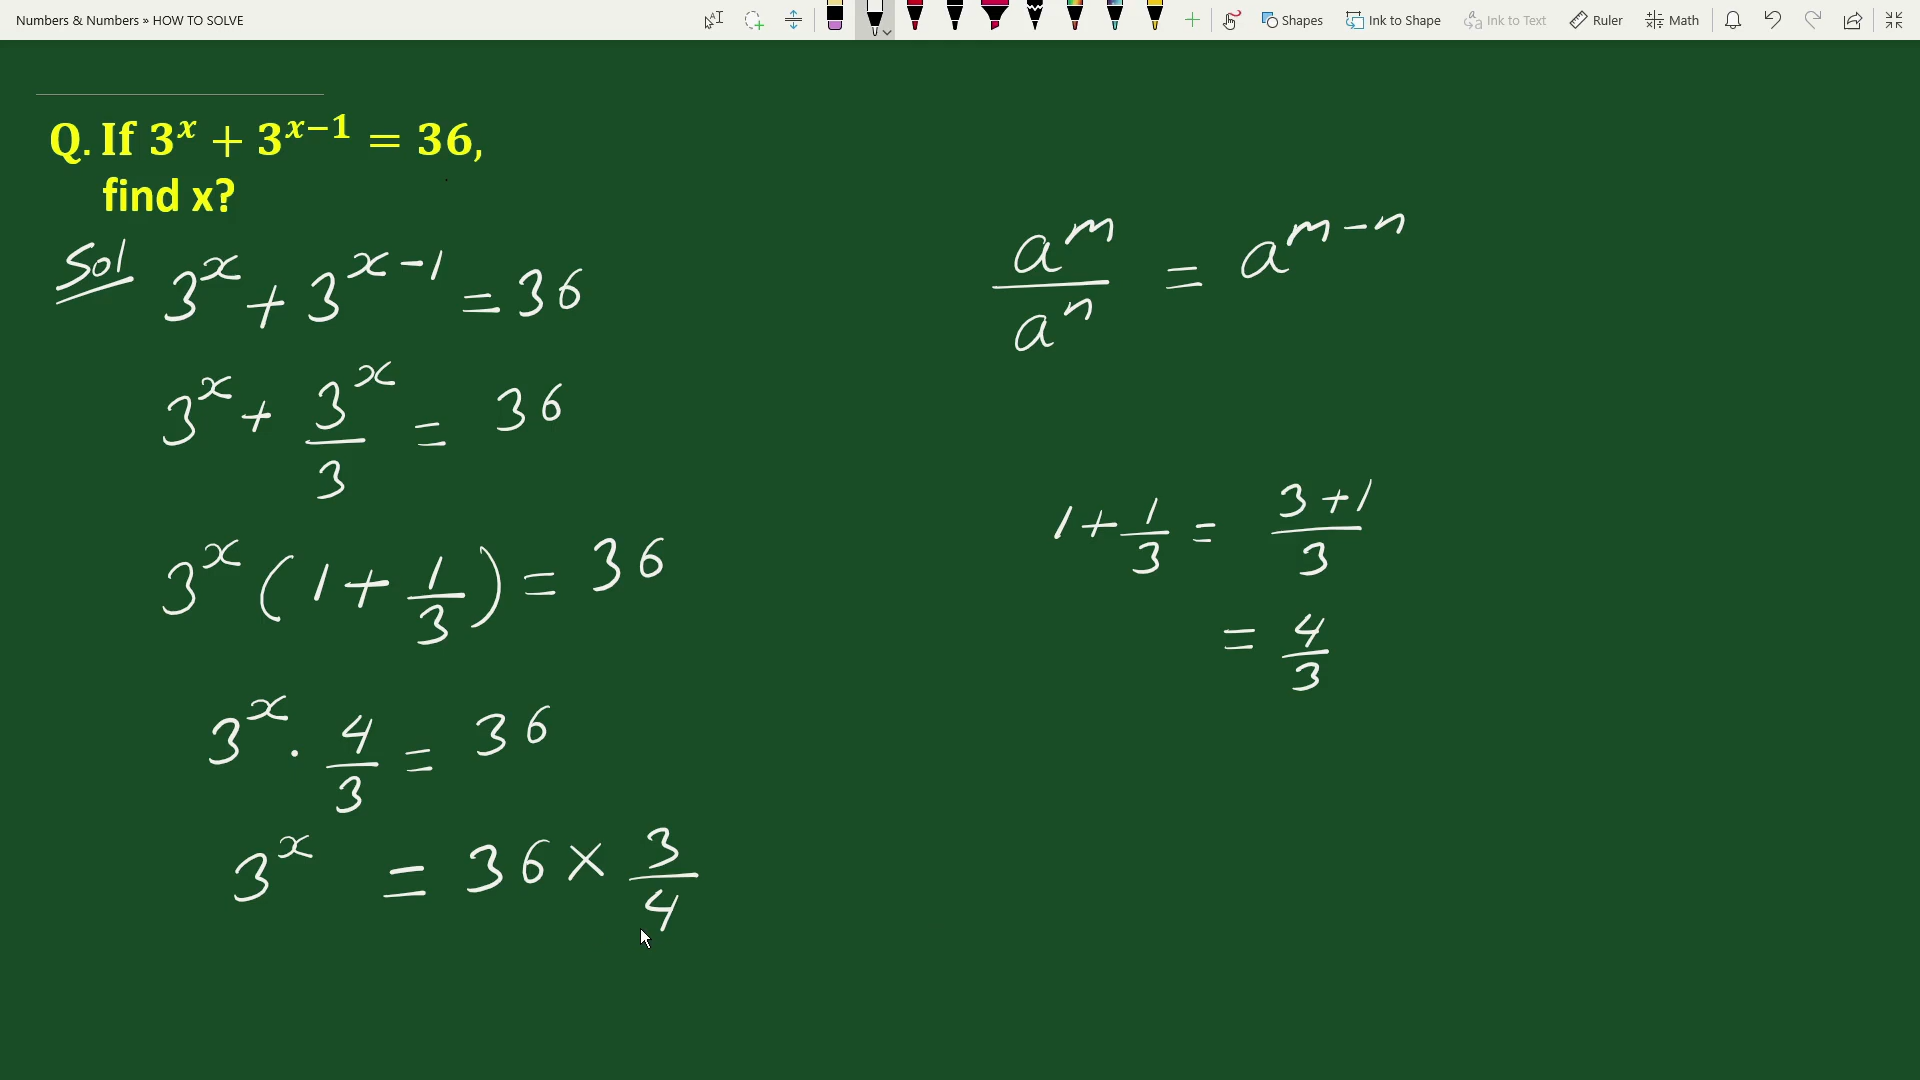 Numbers & Numbers » HOW TO SOLVE
Shapes
Ink to Shape
Ink to Text
Ruler
Math
Q. If 3^x + 3^(x−1) = 36,
find x?
Sol 3^x + 3^(x−1) = 36
3^x + 3^x/3 = 36
3^x (1 + 1/3) = 36
3^x · 4/3 = 36
3^x = 36 × 3/4
a^m/a^n = a^(m−n)
1 + 1/3 = (3+1)/3
= 4/3